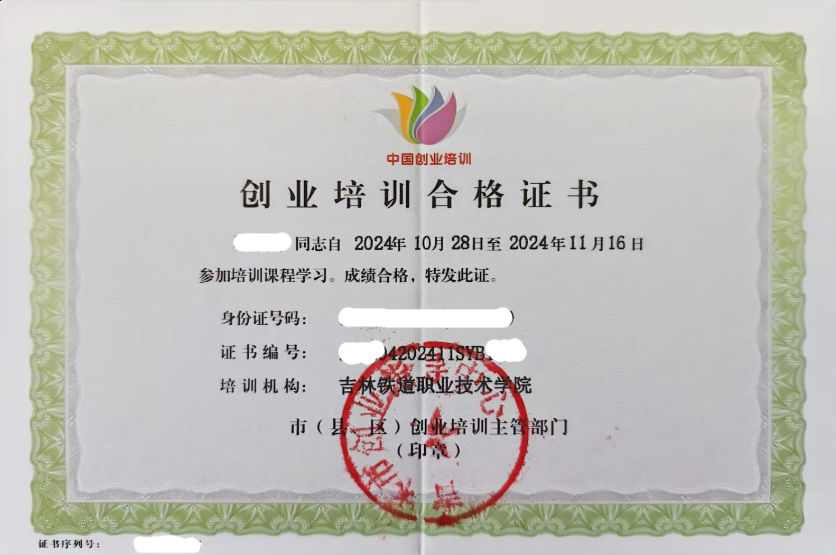 中国创业培训
创业培训合格证书
同志自 2024年 10月 28日至 2024年11月16日
参加培训课程学习。成绩合格，特发此证。
身份证号码：
证书编号：04202411SYB
培训机构：吉林铁道职业技术学院
市（县、区）创业培训主管部门
（印章）
证书序列号：